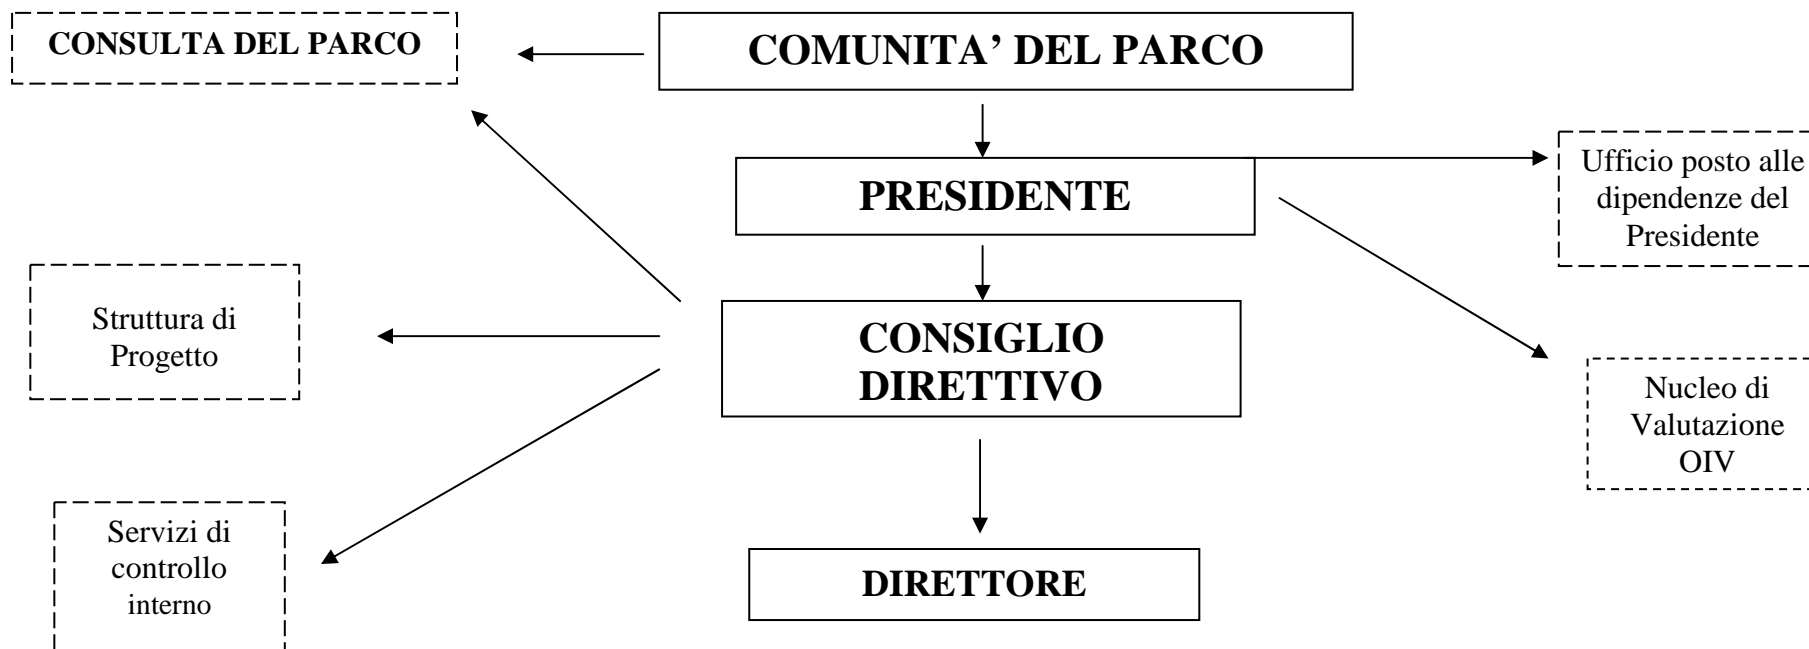 CONSULTA DEL PARCO
COMUNITA’ DEL PARCO
PRESIDENTE
Ufficio posto alle
dipendenze del
Presidente
Struttura di
Progetto
CONSIGLIO
DIRETTIVO
Nucleo di
Valutazione
OIV
Servizi di
controllo
interno
DIRETTORE